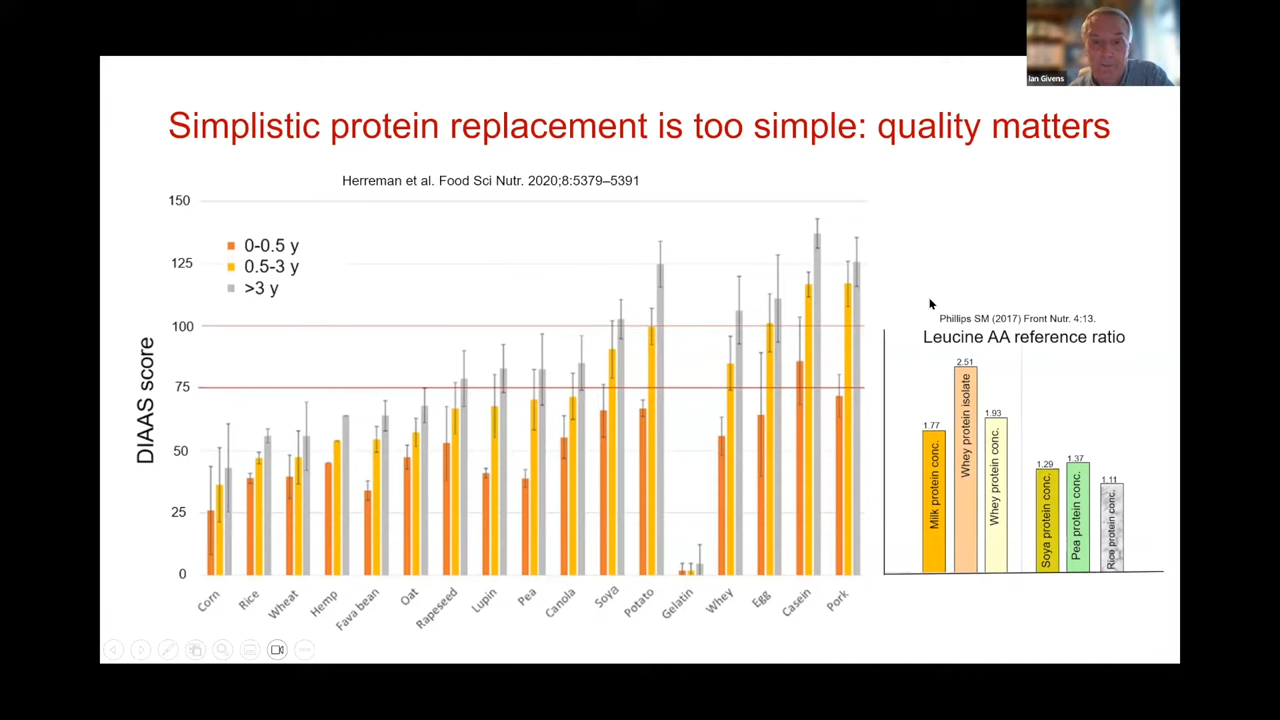 Ian Givens
Simplistic protein replacement is too simple: quality matters
Herreman et al. Food Sci Nutr. 2020;8:5379–5391
DIAAS score
150
125
100
75
50
25
0
0-0.5 y
0.5-3 y
>3 y
Corn
Rice
Wheat
Hemp
Fava bean
Oat
Rapeseed
Lupin
Pea
Canola
Soya
Potato
Gelatin
Whey
Egg
Casein
Pork
Phillips SM (2017) Front Nutr. 4:13.
Leucine AA reference ratio
1.77
2.51
1.93
1.29
1.37
1.11
Milk protein conc.
Whey protein isolate
Whey protein conc.
Soya protein conc.
Pea protein conc.
Rice protein conc.